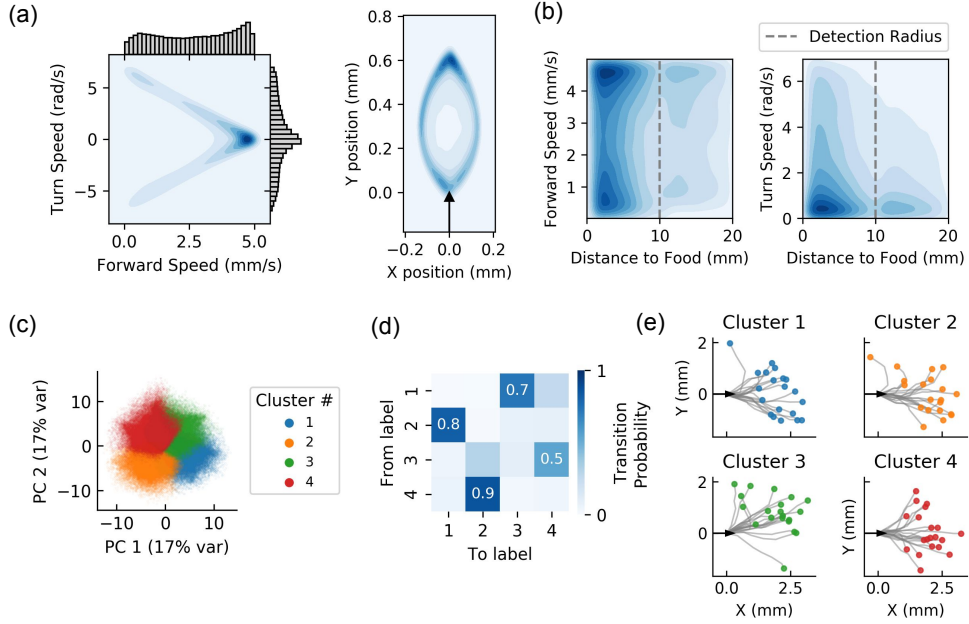 (a)
Turn Speed (rad/s)
5
0
−5
0.0
2.5
5.0
Forward Speed (mm/s)
Y position (mm)
0.8
0.6
0.4
0.2
0.0
−0.2
0.0
0.2
X position (mm)
(b)
Detection Radius
Forward Speed (mm/s)
4
3
2
1
0
10
20
Distance to Food (mm)
Turn Speed (rad/s)
6
4
2
0
0
10
20
Distance to Food (mm)
(c)
PC 2 (17% var)
10
0
−10
−10
0
10
PC 1 (17% var)
Cluster #
1
2
3
4
(d)
From label
1
2
3
4
0.7
0.8
0.5
0.9
1
2
3
4
To label
1
0
Transition
Probability
(e)
Cluster 1
Y (mm)
2
0
Cluster 2
Cluster 3
2
0
0.0
2.5
X (mm)
Cluster 4
Y (mm)
0.0
2.5
X (mm)